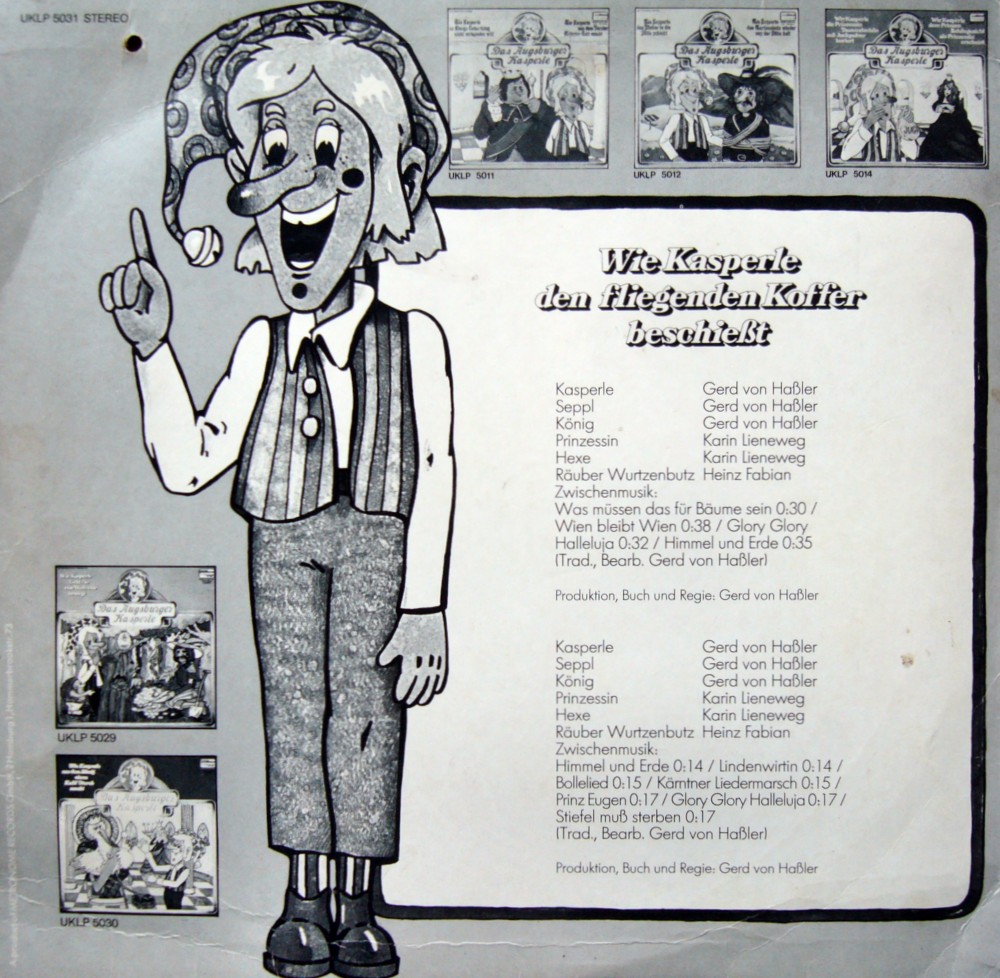 UKLP 5031 STEREO
Das Augsburger
Kasperle
UKLP 5011
Das Augsburger
Kasperle
UKLP 5012
Das Augsburger
Kasperle
UKLP 5014
Wie Kasperle
den fliegenden Koffer
beschießt
Kasperle Gerd von Haßler
Seppl Gerd von Haßler
König Gerd von Haßler
Prinzessin Karin Lieneweg
Hexe Karin Lieneweg
Räuber Wurtzenbutz Heinz Fabian
Zwischenmusik:
Was müssen das für Bäume sein 0:30 /
Wien bleibt Wien 0:38 / Glory Glory
Halleluja 0:32 / Himmel und Erde 0:35
(Trad., Bearb. Gerd von Haßler)
Produktion, Buch und Regie: Gerd von Haßler
Kasperle Gerd von Haßler
Seppl Gerd von Haßler
König Gerd von Haßler
Prinzessin Karin Lieneweg
Hexe Karin Lieneweg
Räuber Wurtzenbutz Heinz Fabian
Zwischenmusik:
Himmel und Erde 0:14 / Lindenwirtin 0:14 /
Bollelied 0:15 / Kärntner Liedermarsch 0:15 /
Prinz Eugen 0:17 / Glory Glory Halleluja 0:17 /
Stiefel muß sterben 0:17
(Trad., Bearb. Gerd von Haßler)
Produktion, Buch und Regie: Gerd von Haßler
Das Augsburger
Kasperle
UKLP 5029
Das Augsburger
Kasperle
UKLP 5030